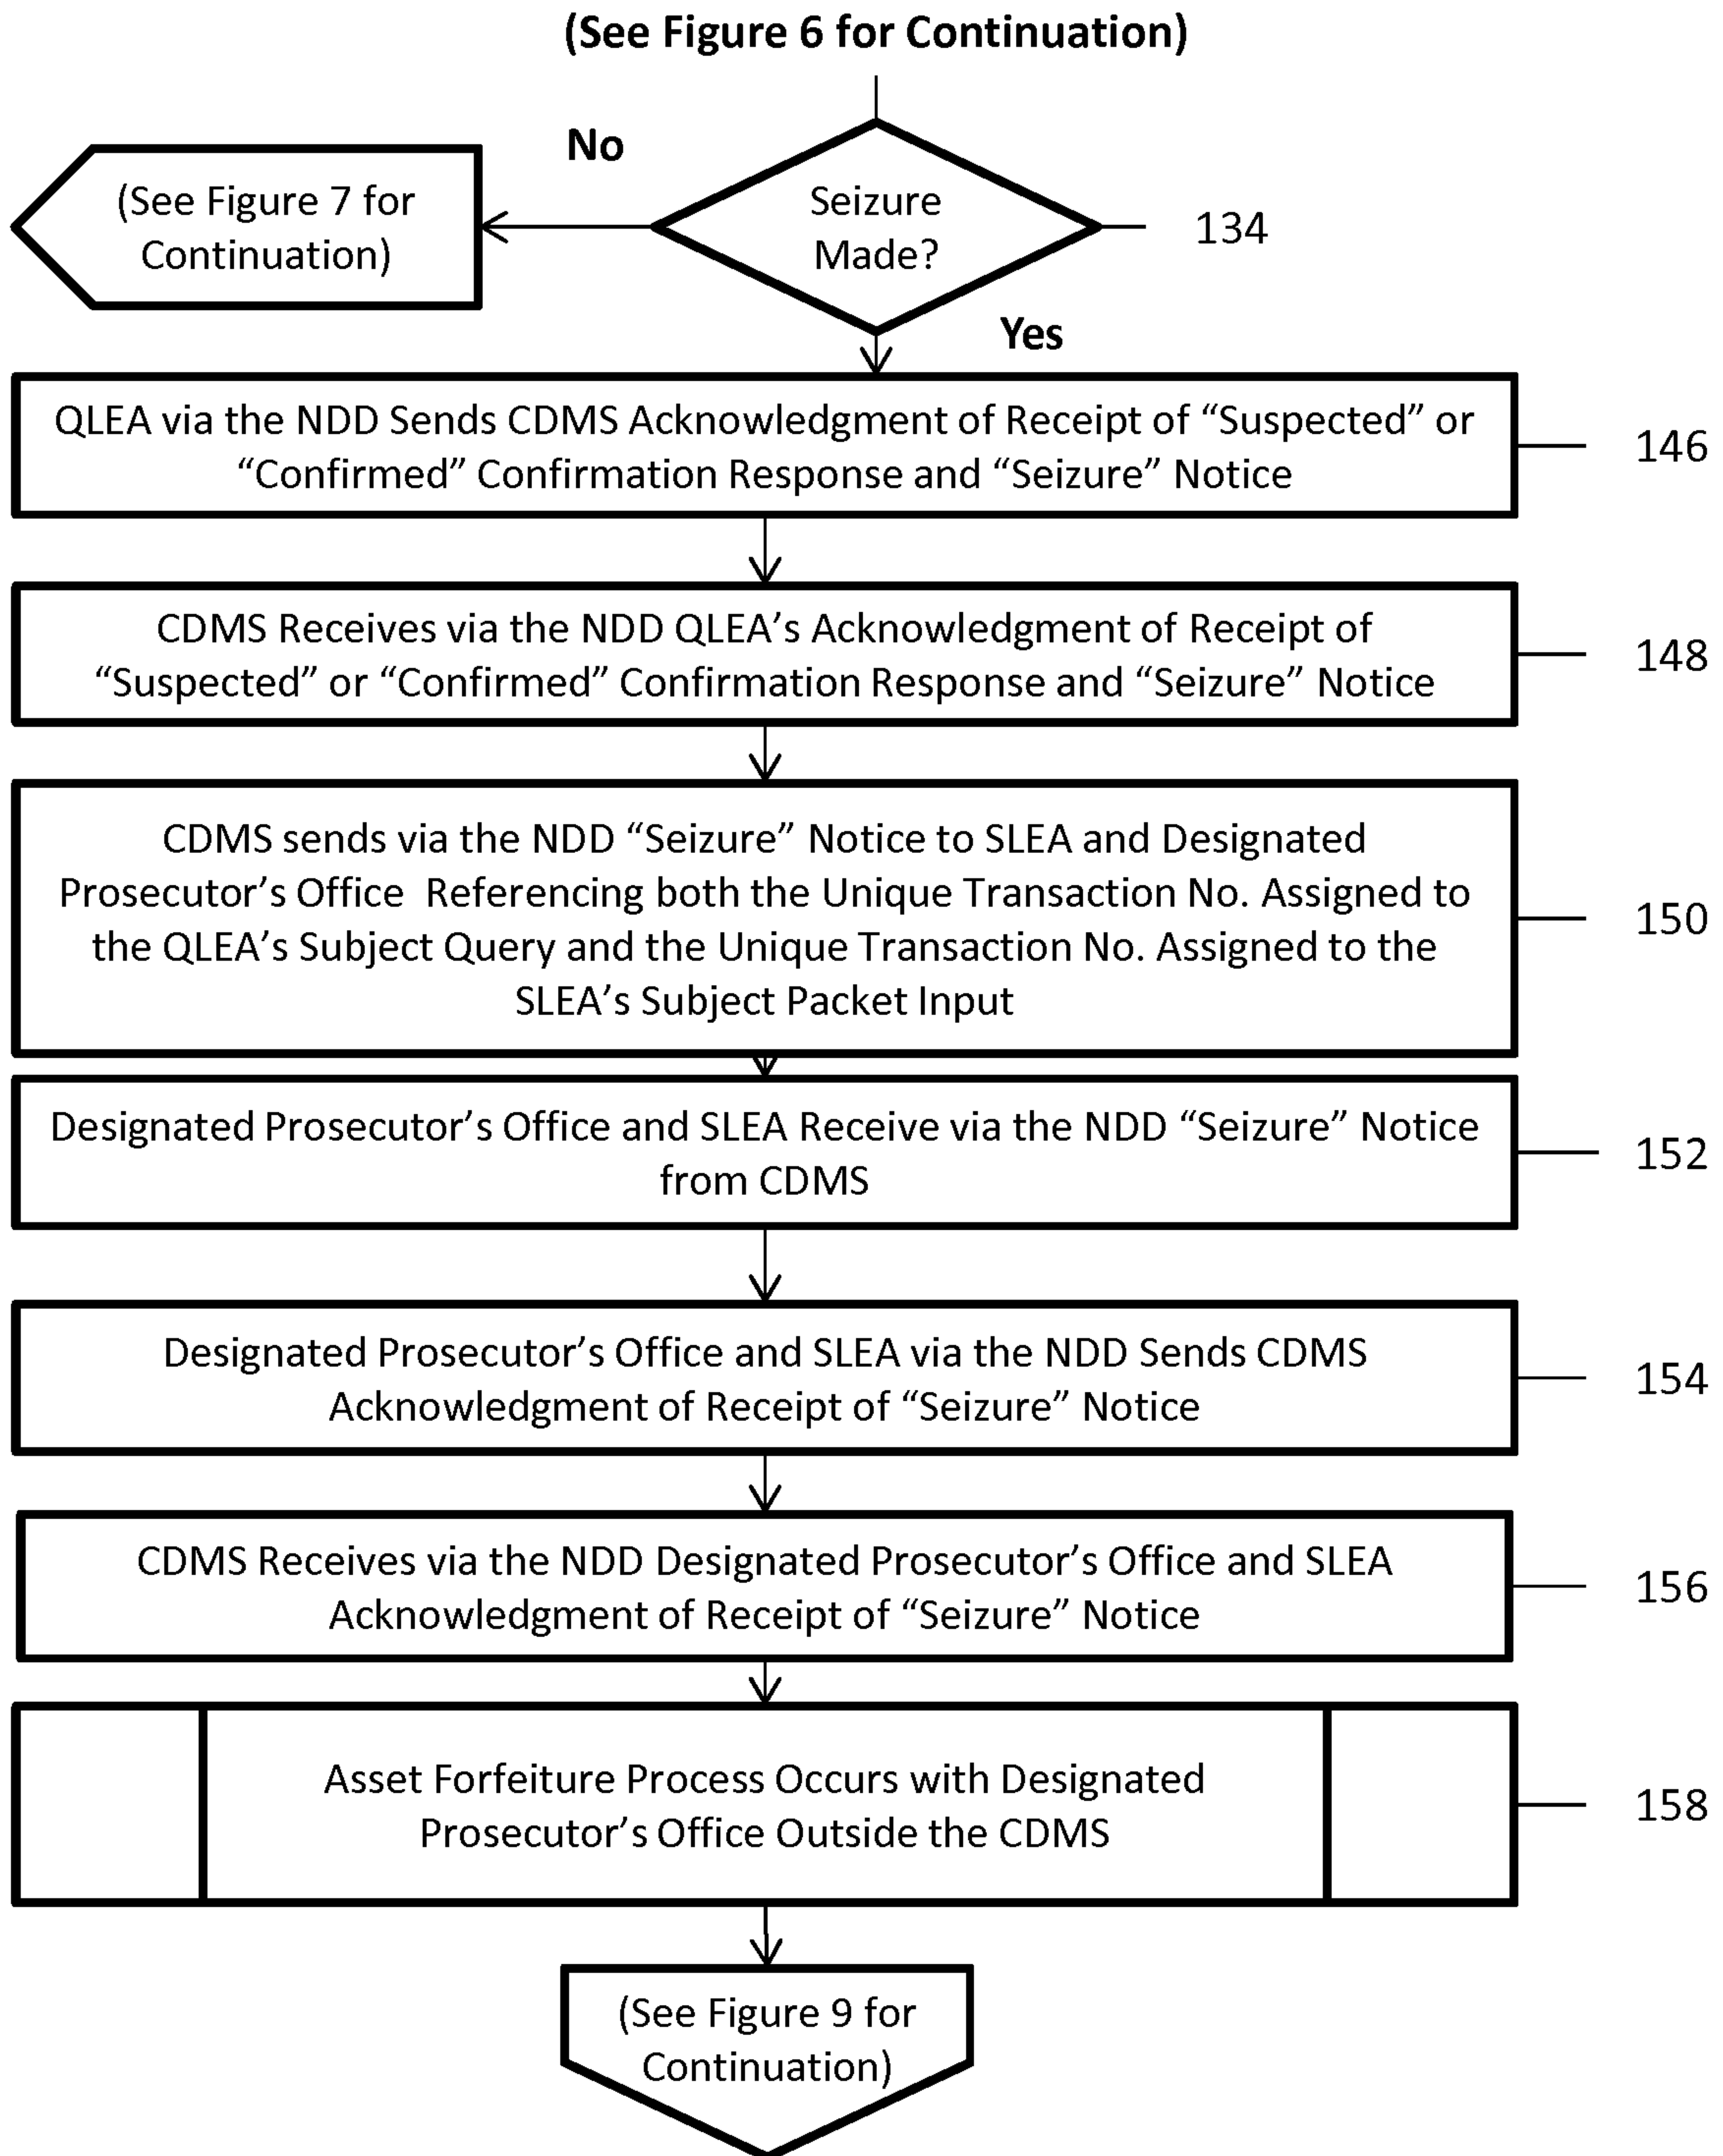 (See Figure 6 for Continuation)
No
(See Figure 7 for
Continuation)
Seizure
Made?
134
Yes
QLEA via the NDD Sends CDMS Acknowledgment of Receipt of “Suspected” or
“Confirmed” Confirmation Response and “Seizure” Notice
146
CDMS Receives via the NDD QLEA’s Acknowledgment of Receipt of
“Suspected” or “Confirmed” Confirmation Response and “Seizure” Notice
148
CDMS sends via the NDD “Seizure” Notice to SLEA and Designated
Prosecutor’s Office Referencing both the Unique Transaction No. Assigned to
the QLEA’s Subject Query and the Unique Transaction No. Assigned to the
SLEA’s Subject Packet Input
150
Designated Prosecutor’s Office and SLEA Receive via the NDD “Seizure” Notice
from CDMS
152
Designated Prosecutor’s Office and SLEA via the NDD Sends CDMS
Acknowledgment of Receipt of “Seizure” Notice
154
CDMS Receives via the NDD Designated Prosecutor’s Office and SLEA
Acknowledgment of Receipt of “Seizure” Notice
156
Asset Forfeiture Process Occurs with Designated
Prosecutor’s Office Outside the CDMS
158
(See Figure 9 for
Continuation)